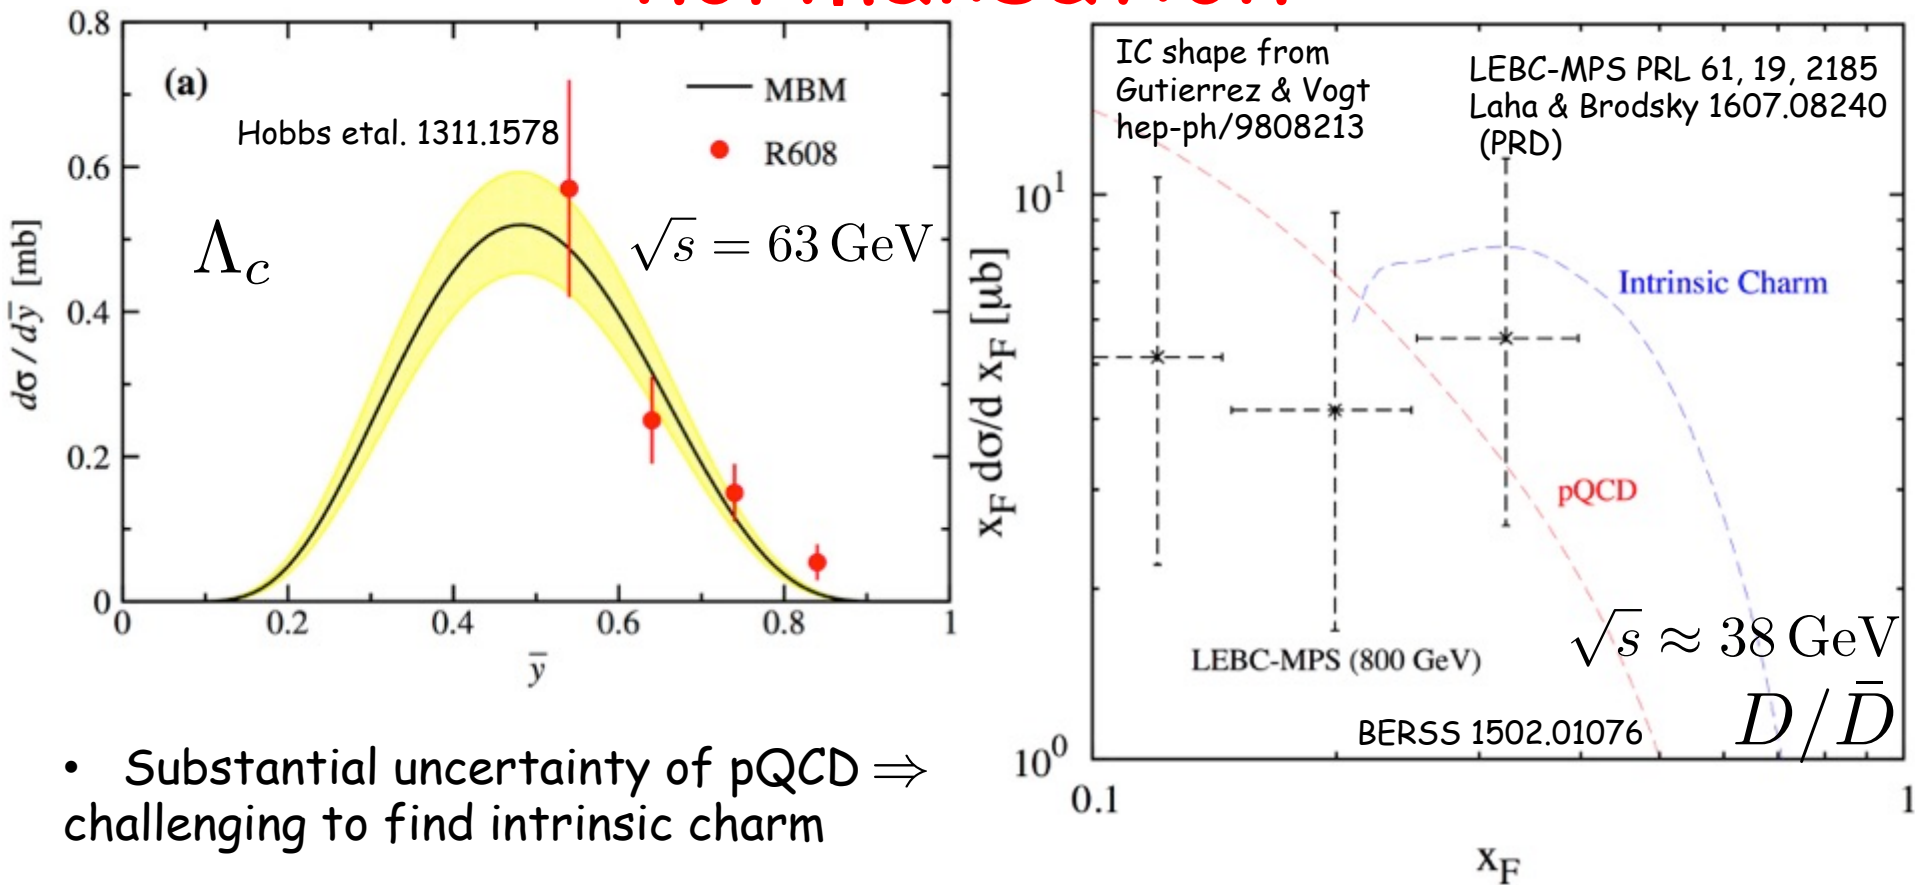 normalisation
0.8
0.6
0.4
0.2
0
0
0.2
0.4
0.6
0.8
1
dσ / dȳ [mb]
ȳ
(a)
MBM
R608
Hobbs etal. 1311.1578
Λ_c
√s = 63 GeV
IC shape from
Gutierrez & Vogt
hep-ph/9808213
LEBC-MPS PRL 61, 19, 2185
Laha & Brodsky 1607.08240
(PRD)
10¹
10⁰
x_F dσ/d x_F [μb]
Intrinsic Charm
pQCD
LEBC-MPS (800 GeV)
√s ≈ 38 GeV
BERSS 1502.01076
D/D̄
0.1
1
x_F
• Substantial uncertainty of pQCD ⇒
challenging to find intrinsic charm